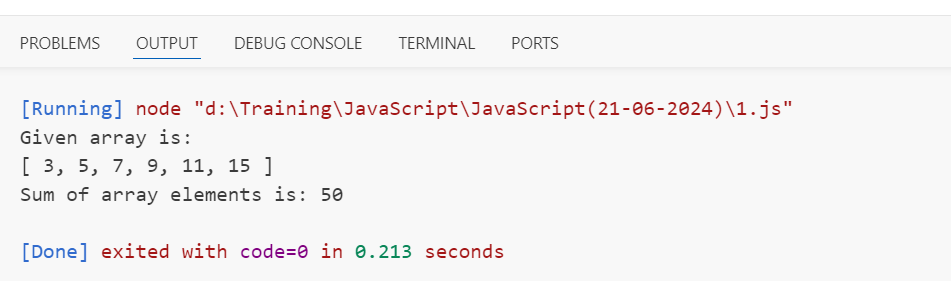 PROBLEMS OUTPUT DEBUG CONSOLE TERMINAL PORTS
[Running] node "d:\Training\JavaScript\JavaScript(21-06-2024)\1.js"
Given array is:
[ 3, 5, 7, 9, 11, 15 ]
Sum of array elements is: 50
[Done] exited with code=0 in 0.213 seconds